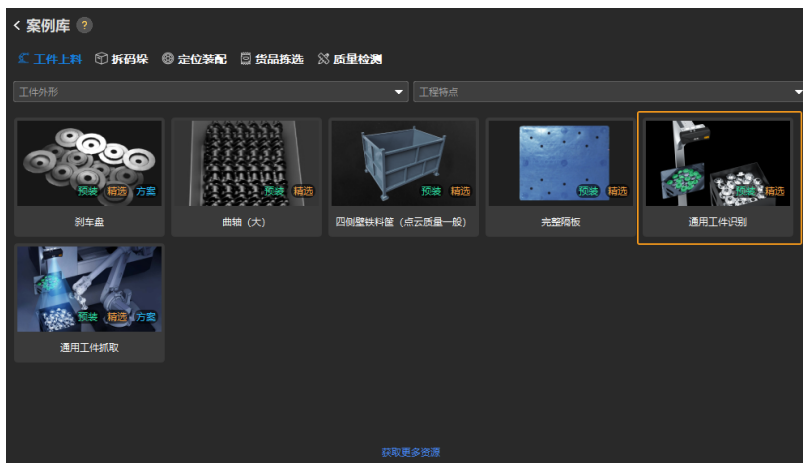 案例库 ?
工件上料 拆码垛 定位装配 货品拣选 质量检测
工件外形 工程特点
预装 精选 方案
预装 精选
预装 精选
预装 精选
预装 精选
刹车盘 曲轴（大） 四侧壁铁料筐（点云质量一般） 完整隔板 通用工件识别
预装 精选 方案
通用工件抓取
获取更多资源